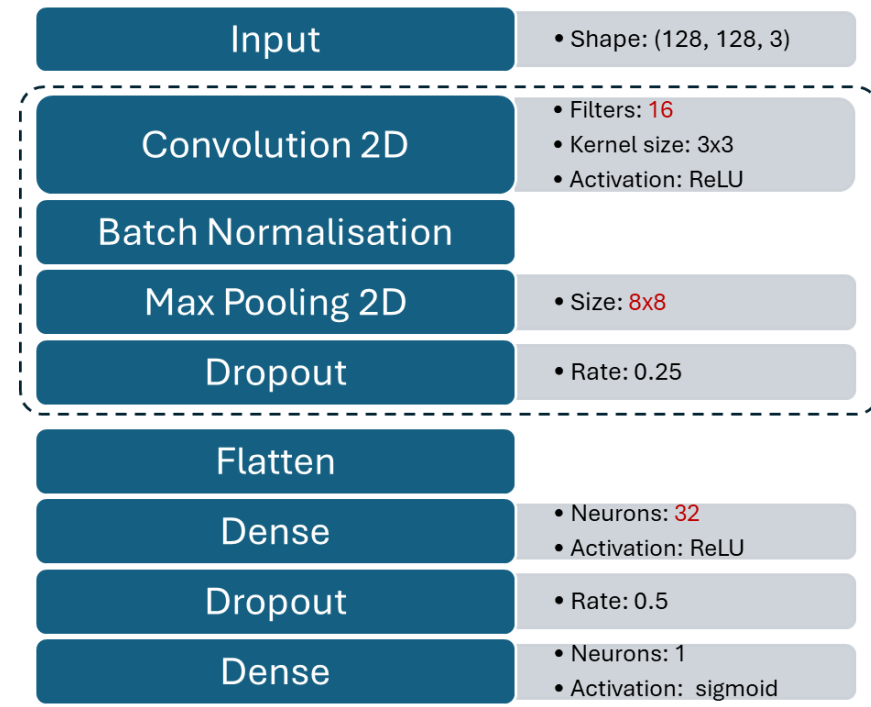 Input
• Shape: (128, 128, 3)
Convolution 2D
• Filters: 16
• Kernel size: 3x3
• Activation: ReLU
Batch Normalisation
Max Pooling 2D
• Size: 8x8
Dropout
• Rate: 0.25
Flatten
Dense
• Neurons: 32
• Activation: ReLU
Dropout
• Rate: 0.5
Dense
• Neurons: 1
• Activation:  sigmoid